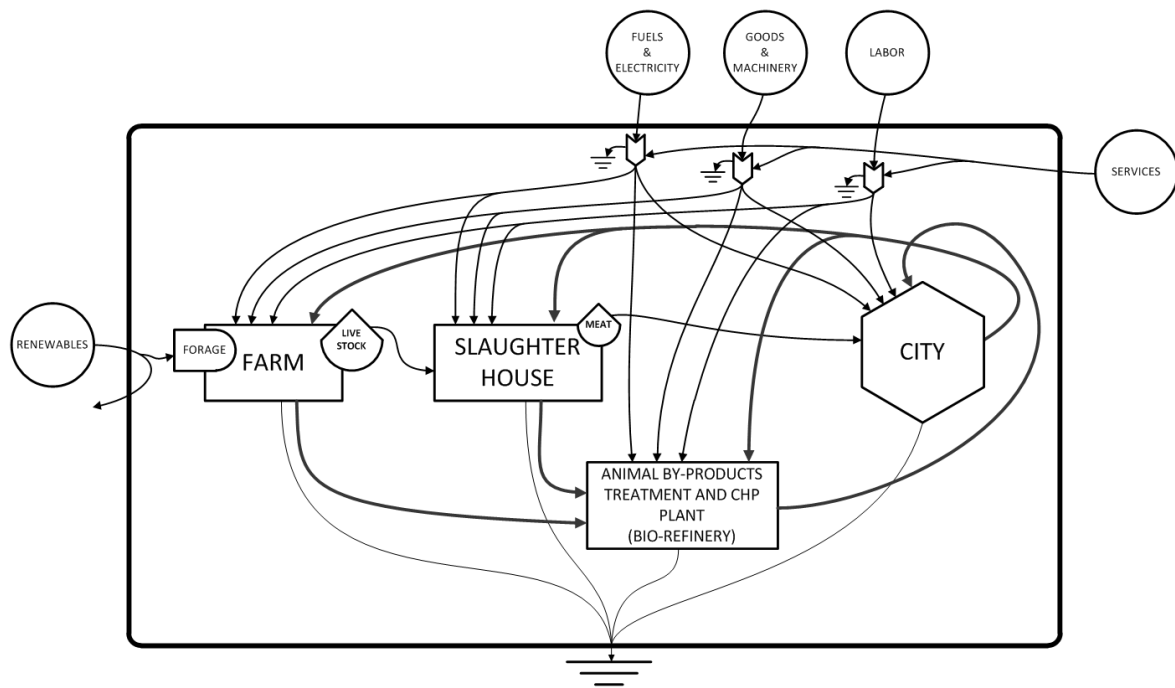 FUELS
&
ELECTRICITY
GOODS
&
MACHINERY
LABOR
SERVICES
RENEWABLES
FORAGE
FARM
LIVE
STOCK
SLAUGHTER
HOUSE
MEAT
CITY
ANIMAL BY-PRODUCTS
TREATMENT AND CHP
PLANT
(BIO-REFINERY)